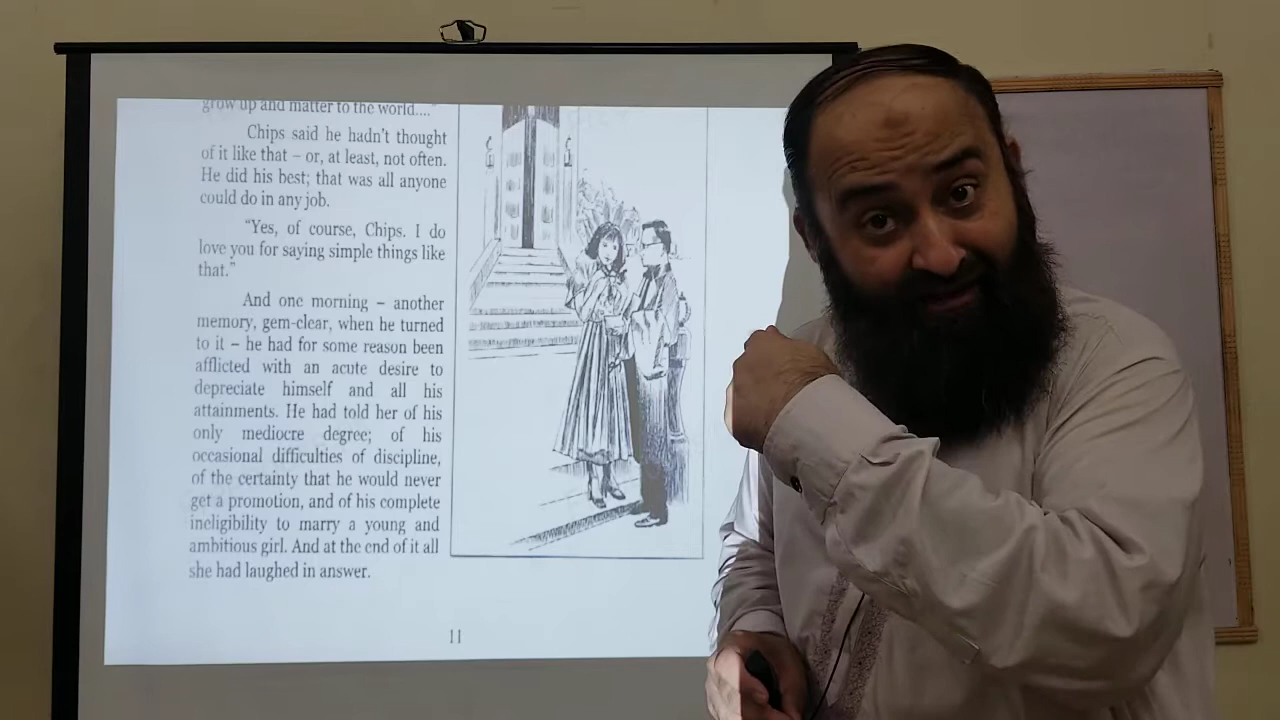 grow up and matter to the world...."
Chips said he hadn't thought
of it like that – or, at least, not often.
He did his best; that was all anyone
could do in any job.
"Yes, of course, Chips. I do
love you for saying simple things like
that."
And one morning – another
memory, gem-clear, when he turned
to it – he had for some reason been
afflicted with an acute desire to
depreciate himself and all his
attainments. He had told her of his
only mediocre degree; of his
occasional difficulties of discipline,
of the certainty that he would never
get a promotion, and of his complete
ineligibility to marry a young and
ambitious girl. And at the end of it all
she had laughed in answer.
11